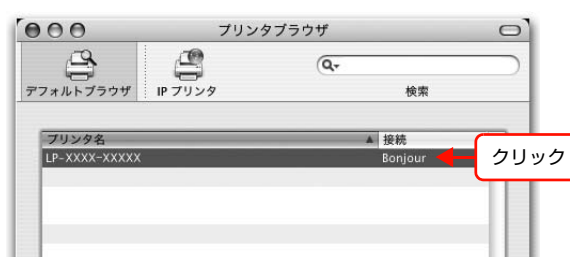 プリンタブラウザ
デフォルトブラウザ IP プリンタ 検索
プリンタ名 接続
LP-XXXX-XXXXX Bonjour
クリック